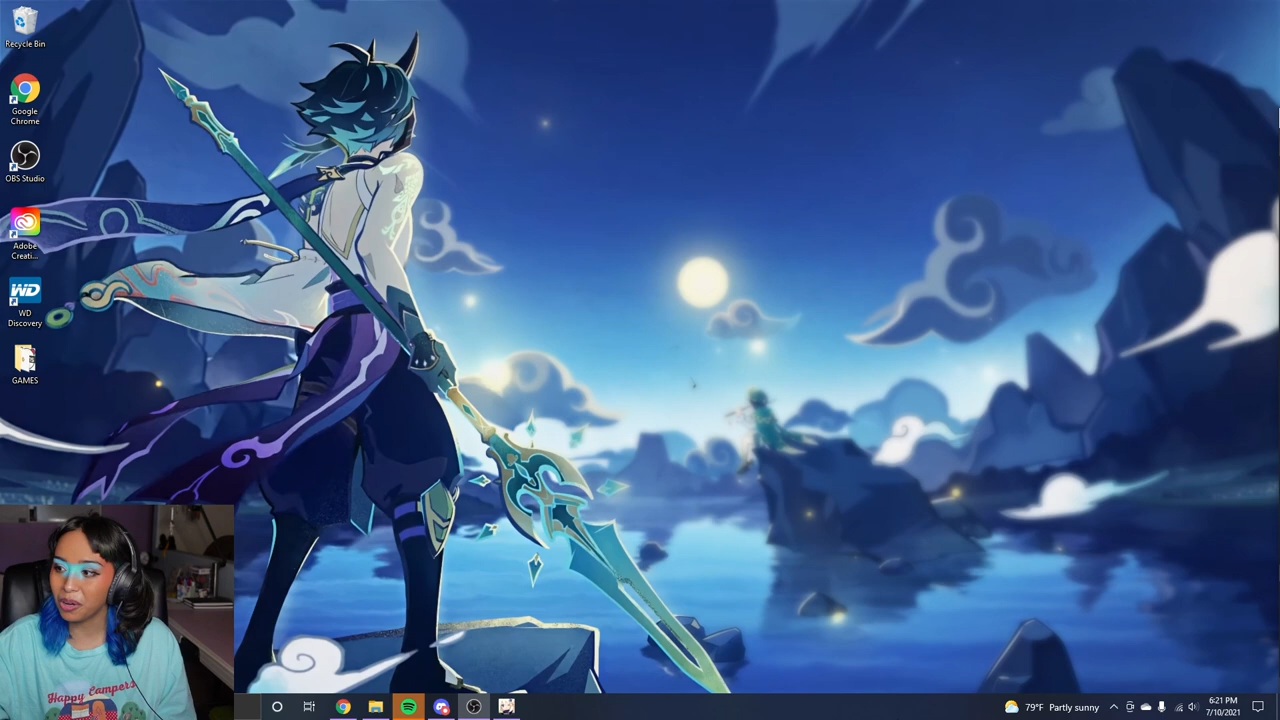 Recycle Bin
Google
Chrome
OBS Studio
Adobe
Creati...
WD
WD
Discovery
GAMES
Happy Campers
79°F Partly sunny
6:21 PM
7/10/2021